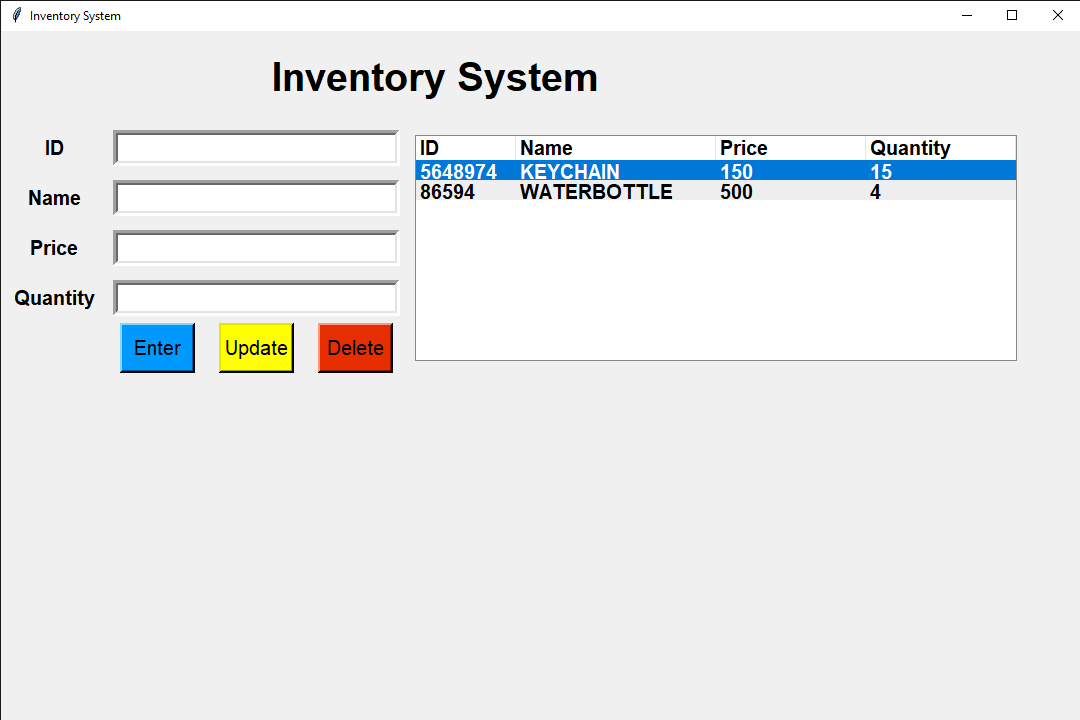 Inventory System
Inventory System
ID
Name
Price
Quantity
Enter Update Delete
ID Name Price Quantity
5648974 KEYCHAIN 150 15
86594 WATERBOTTLE 500 4